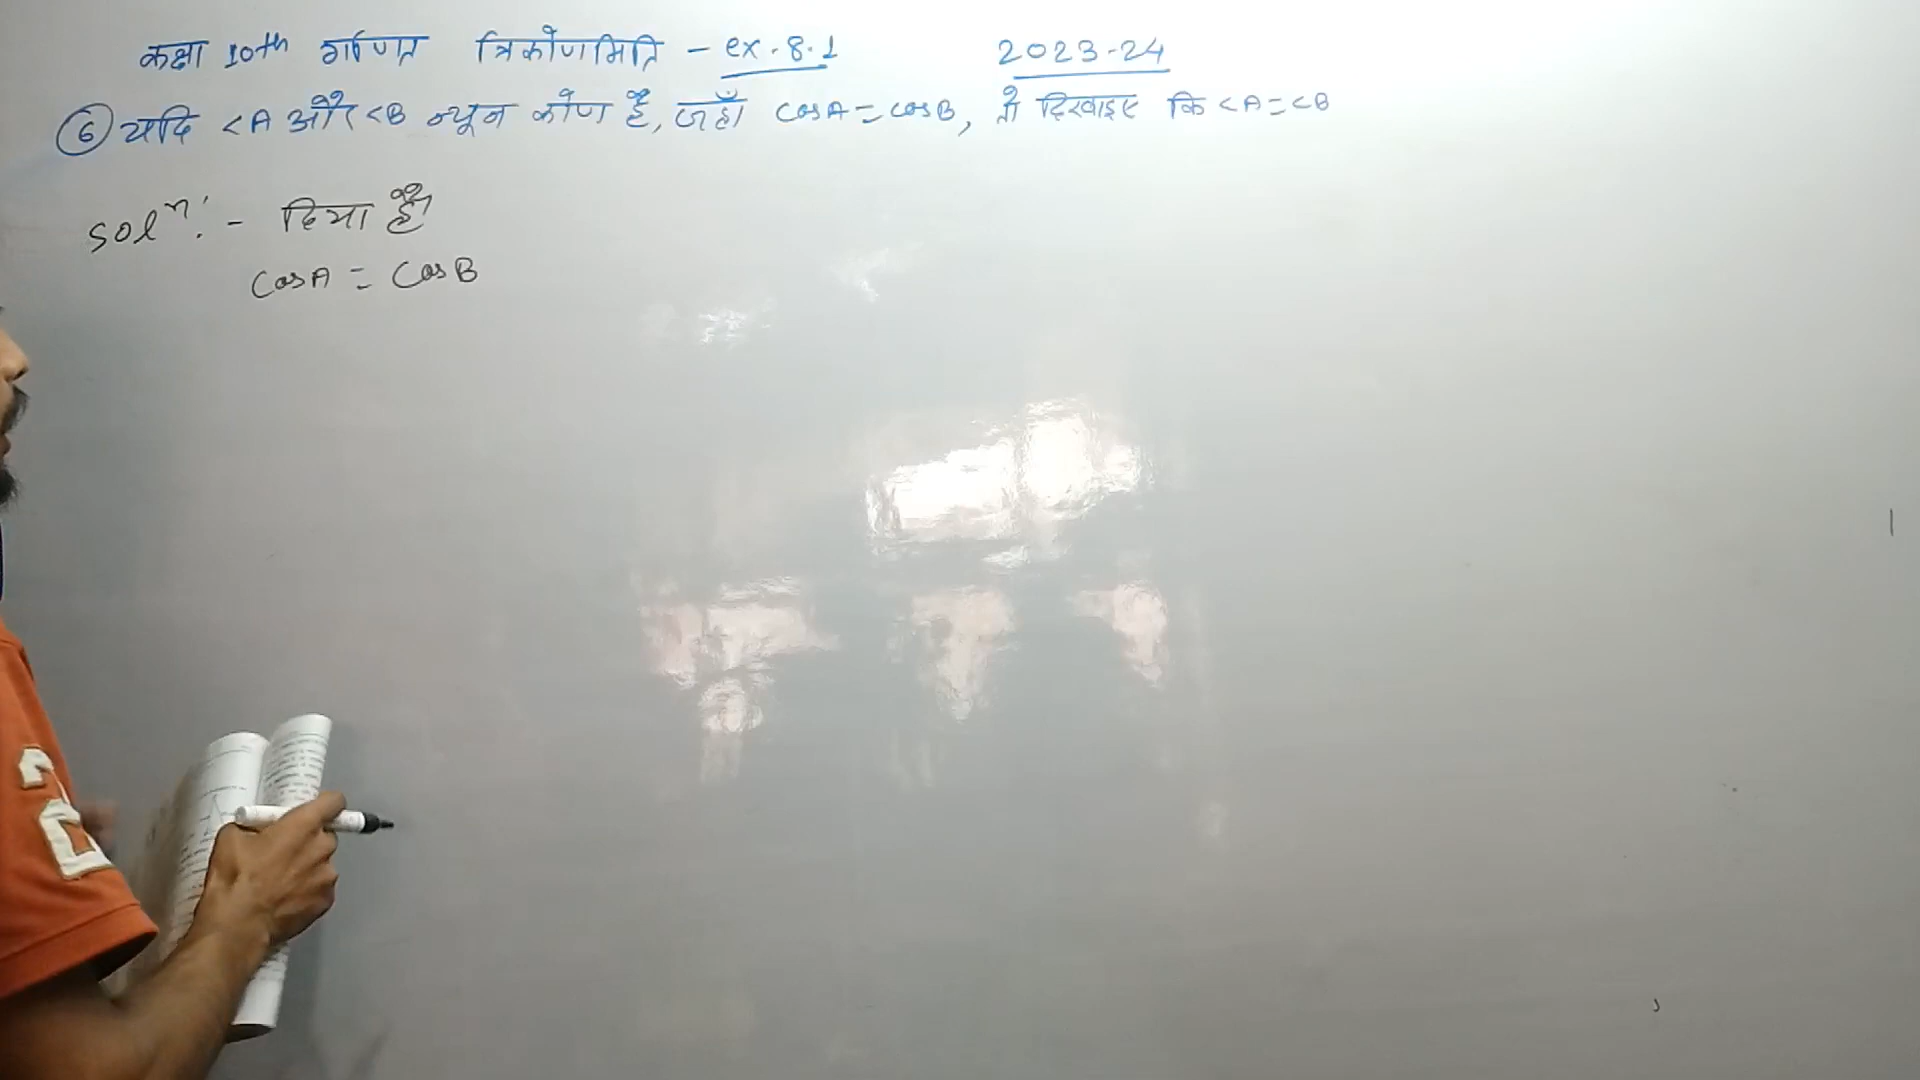 कक्षा 10th गणित त्रिकोणमिति - ex. 8.1 2023-24
⑥ यदि <A और <B न्यून कोण है, जहाँ cosA = cosB, तो दिखाइए कि <A = <B
Solⁿ: - दिया है
CosA = CosB